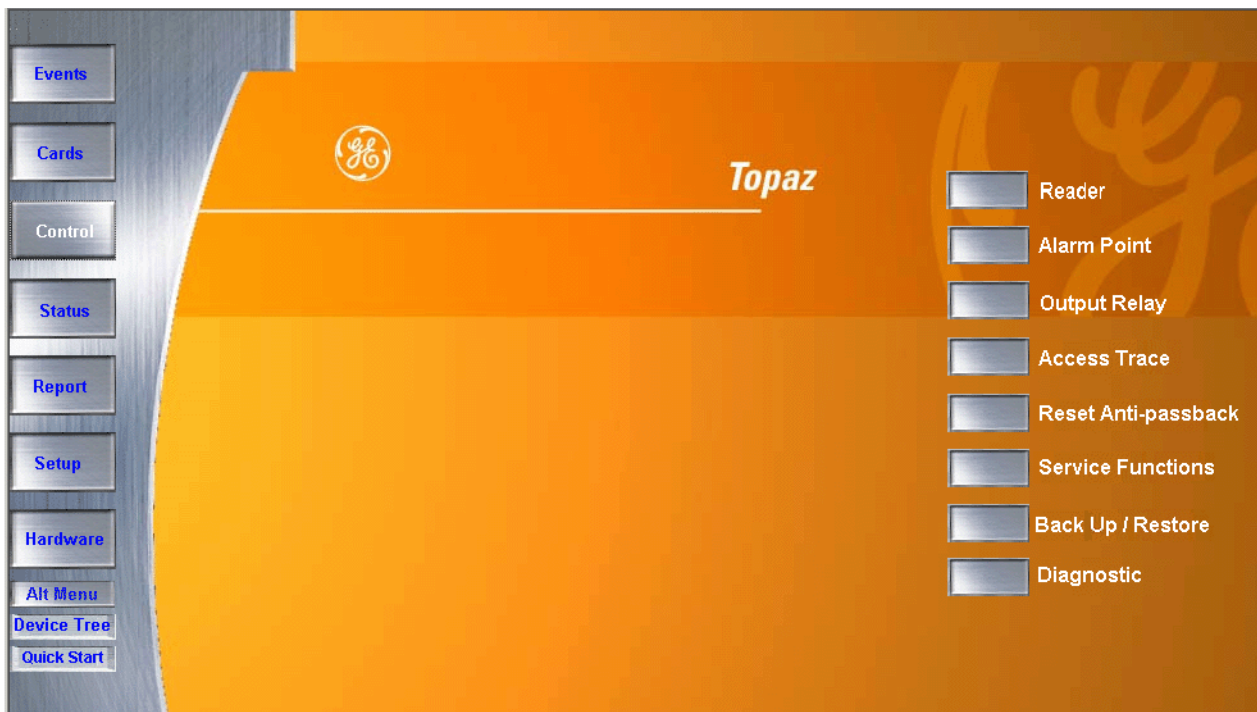 Events
Cards
Control
Status
Report
Setup
Hardware
Alt Menu
Device Tree
Quick Start
GE
Topaz
Reader
Alarm Point
Output Relay
Access Trace
Reset Anti-passback
Service Functions
Back Up / Restore
Diagnostic